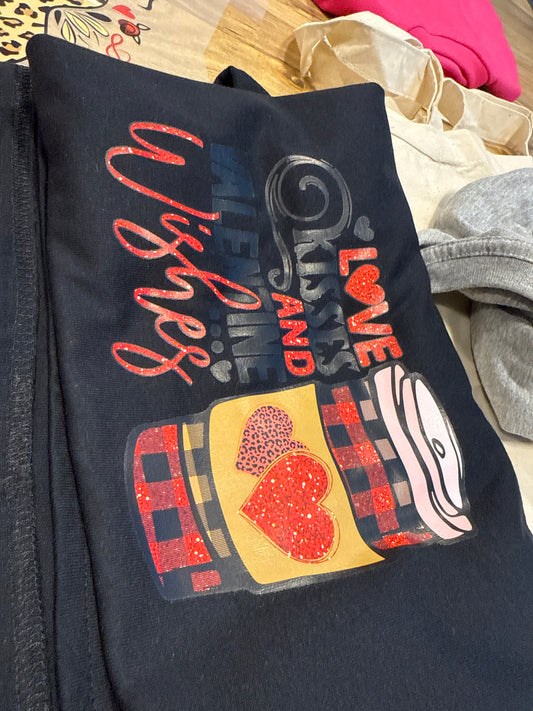 LOVE
KISSES
AND
VALENTINE
Wishes